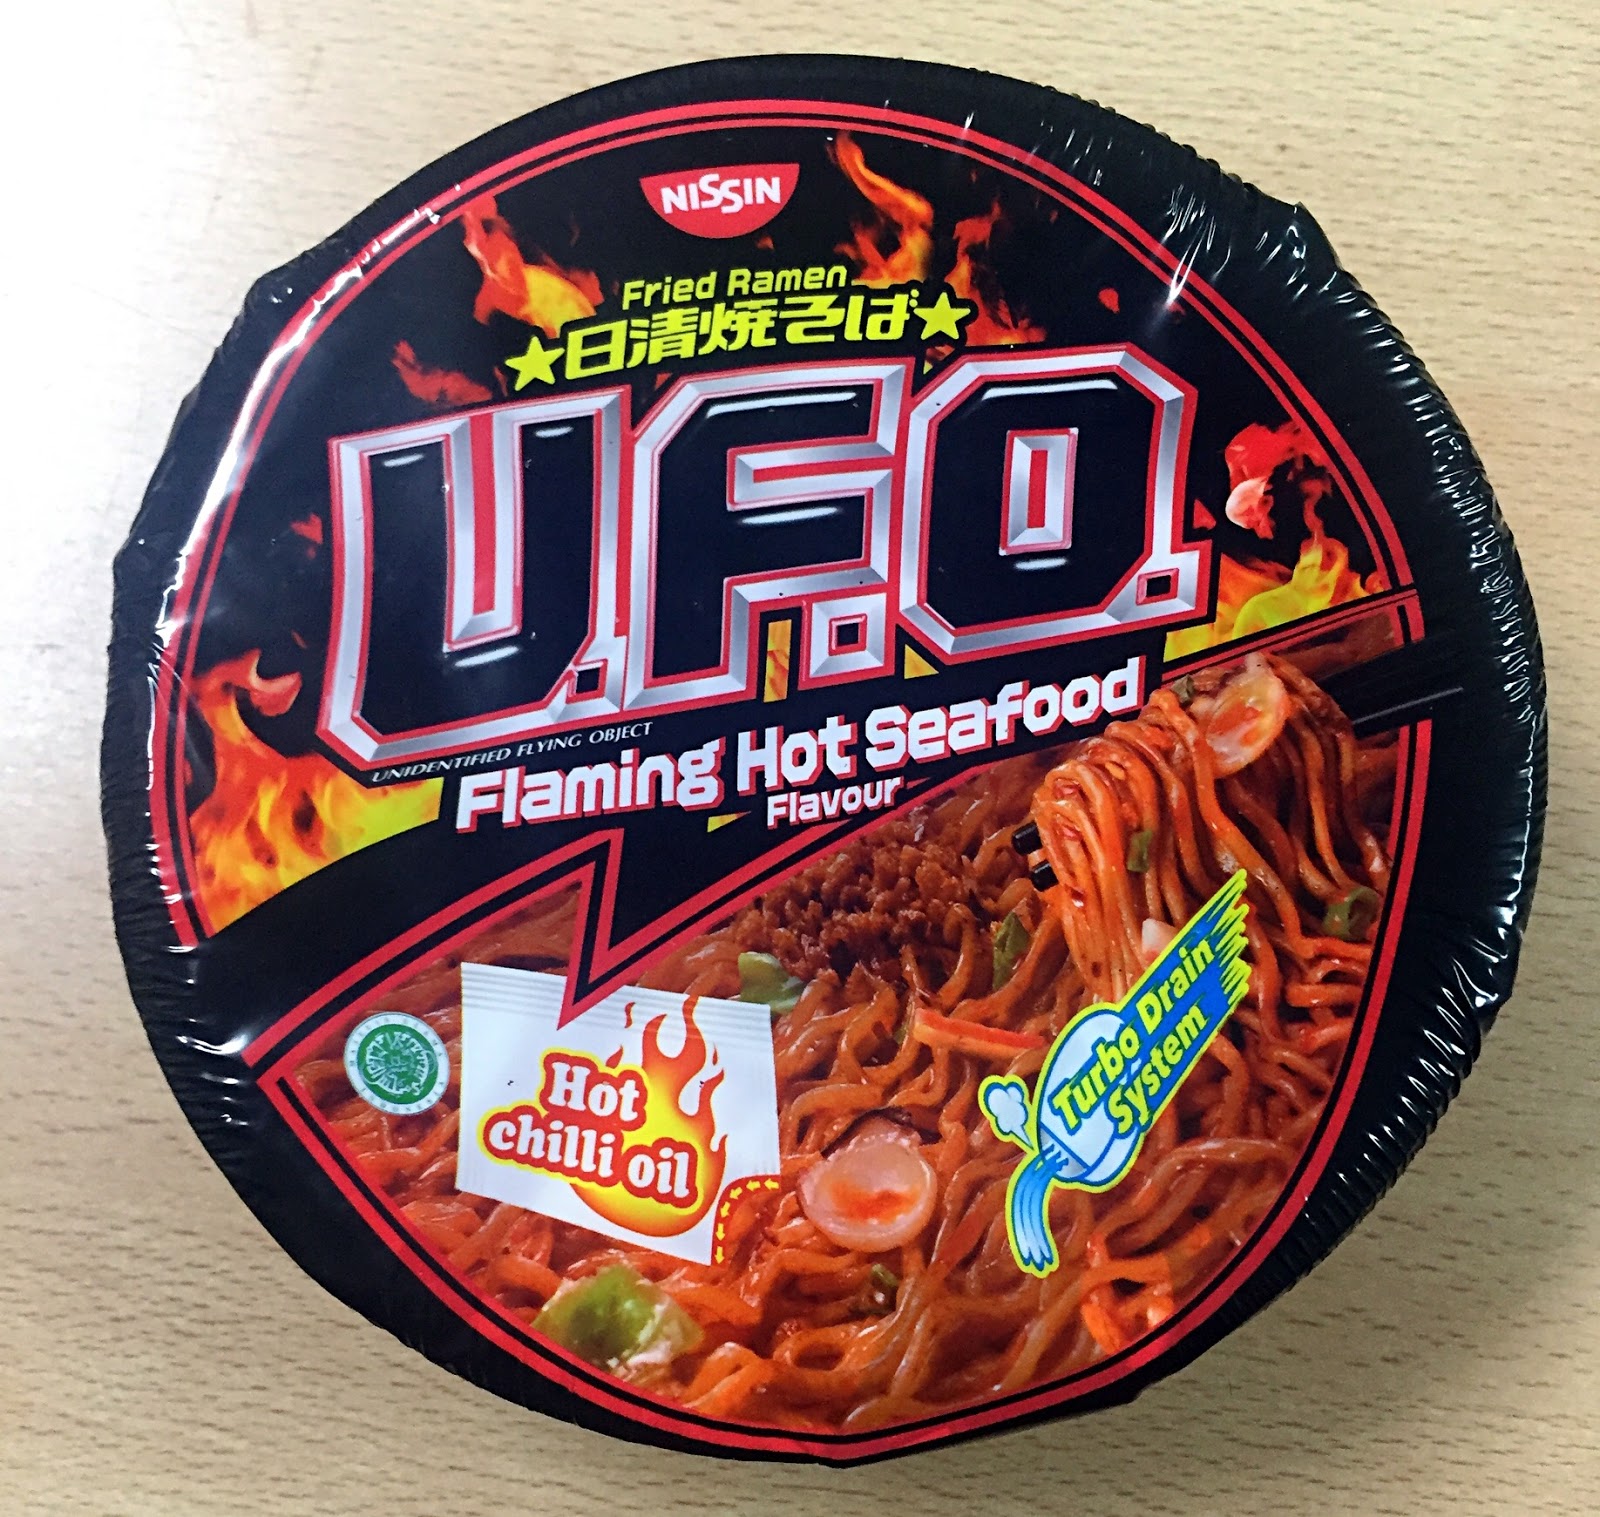 NISSIN
Fried Ramen
★日清焼そば★
U.F.O.
UNIDENTIFIED FLYING OBJECT
Flaming Hot Seafood
Flavour
Hot
chilli oil
Turbo Drain
System